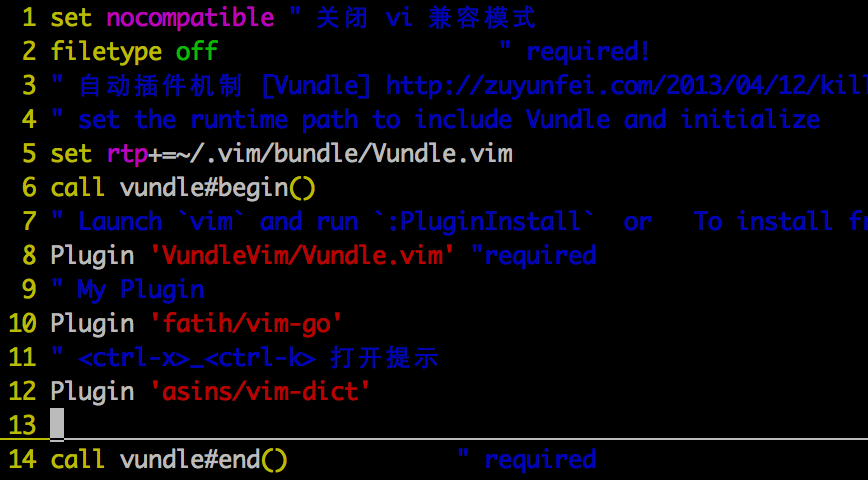 1 set nocompatible " 关闭 vi 兼容模式
2 filetype off " required!
3 " 自动插件机制 [Vundle] http://zuyunfei.com/2013/04/12/kill
4 " set the runtime path to include Vundle and initialize
5 set rtp+=~/.vim/bundle/Vundle.vim
6 call vundle#begin()
7 " Launch `vim` and run `:PluginInstall` or To install fr
8 Plugin 'VundleVim/Vundle.vim' "required
9 " My Plugin
10 Plugin 'fatih/vim-go'
11 " <ctrl-x>_<ctrl-k> 打开提示
12 Plugin 'asins/vim-dict'
13
14 call vundle#end() " required